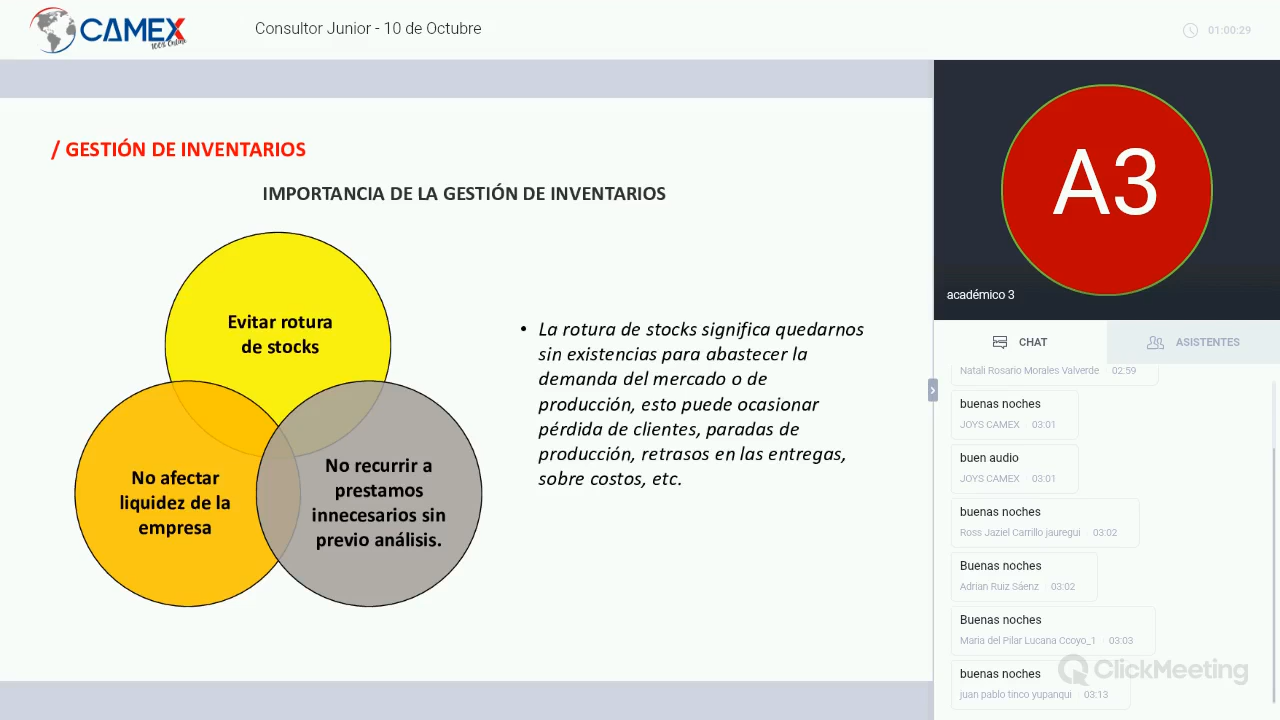 CAMEX
100% Online
Consultor Junior - 10 de Octubre
01:00:29
/ GESTIÓN DE INVENTARIOS
IMPORTANCIA DE LA GESTIÓN DE INVENTARIOS
Evitar rotura
de stocks
No afectar
liquidez de la
empresa
No recurrir a
prestamos
innecesarios sin
previo análisis.
• La rotura de stocks significa quedarnos
sin existencias para abastecer la
demanda del mercado o de
producción, esto puede ocasionar
pérdida de clientes, paradas de
producción, retrasos en las entregas,
sobre costos, etc.
A3
académico 3
CHAT
ASISTENTES
Natali Rosario Morales Valverde 02:59
buenas noches
JOYS CAMEX 03:01
buen audio
JOYS CAMEX 03:01
buenas noches
Ross Jaziel Carrillo jauregui 03:02
Buenas noches
Adrian Ruiz Sáenz 03:02
Buenas noches
Maria del Pilar Lucana Ccoyo_1 03:03
buenas noches
juan pablo tinco yupanqui 03:13
ClickMeeting